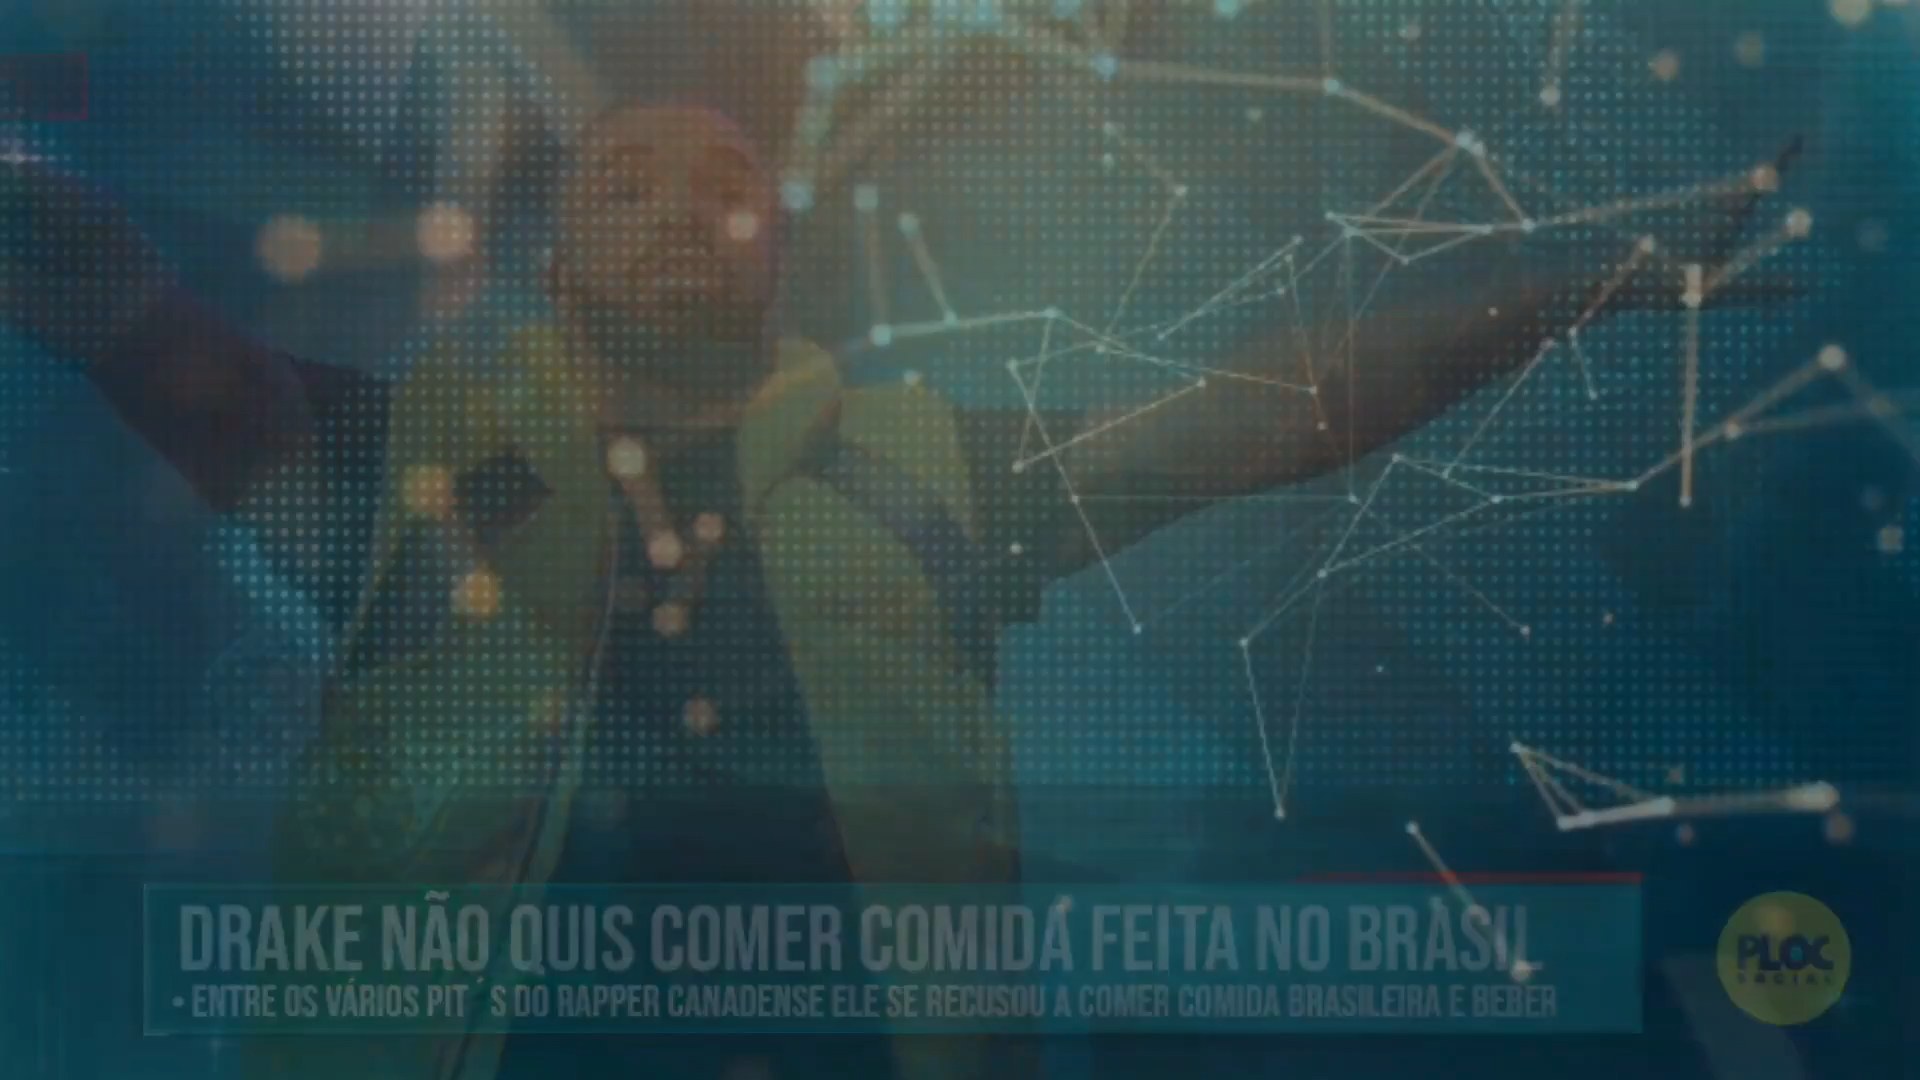 DRAKE NÃO QUIS COMER COMIDA FEITA NO BRASIL
• ENTRE OS VÁRIOS PIT´S DO RAPPER CANADENSE ELE SE RECUSOU A COMER COMIDA BRASILEIRA E BEBER
PLOC
SOCIAL